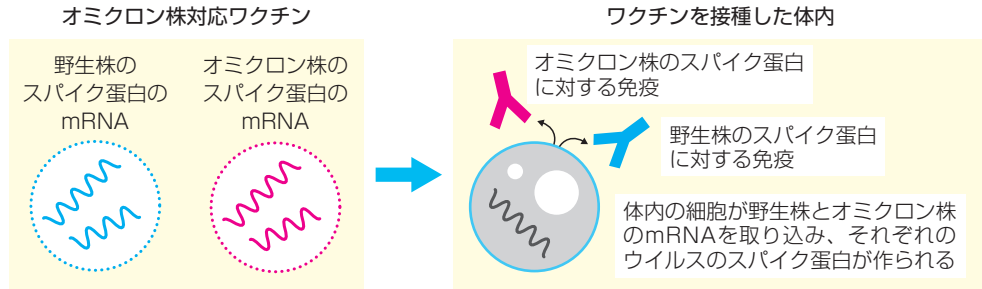 オミクロン株対応ワクチン
野生株の
スパイク蛋白の
mRNA
オミクロン株の
スパイク蛋白の
mRNA
ワクチンを接種した体内
オミクロン株のスパイク蛋白
に対する免疫
野生株のスパイク蛋白
に対する免疫
体内の細胞が野生株とオミクロン株
のmRNAを取り込み、それぞれの
ウイルスのスパイク蛋白が作られる